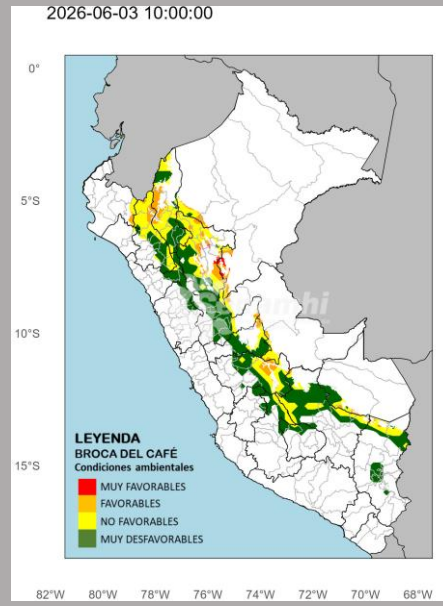 2026-06-03 10:00:00
0°
5°S
10°S
15°S
Senamhi
LEYENDA
BROCA DEL CAFÉ
Condiciones ambientales
MUY FAVORABLES
FAVORABLES
NO FAVORABLES
MUY DESFAVORABLES
82°W 80°W 78°W 76°W 74°W 72°W 70°W 68°W